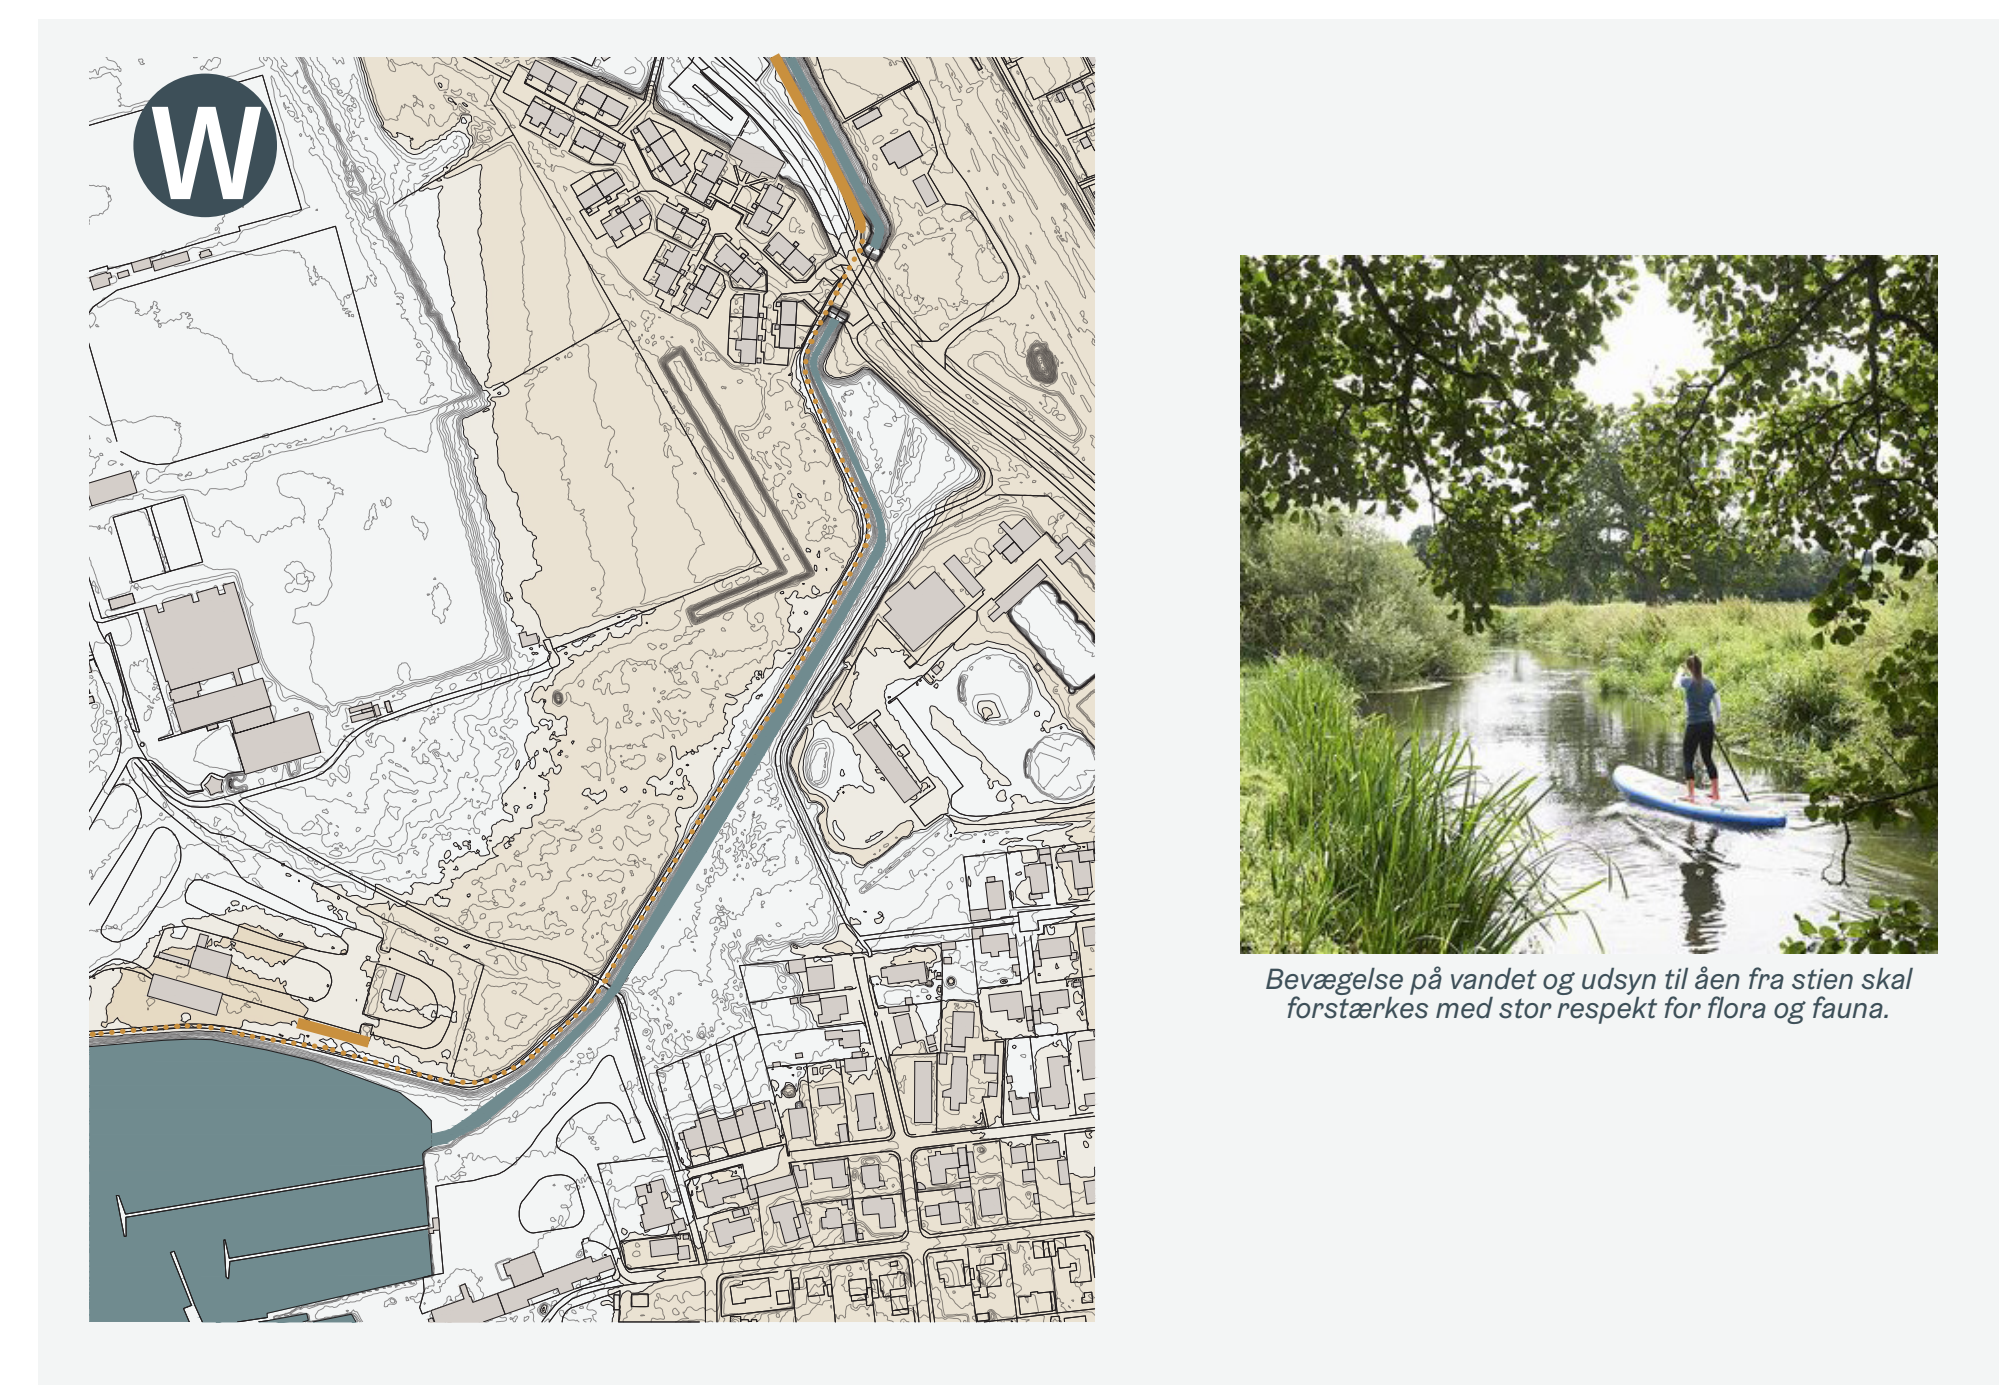 W
Bevægelse på vandet og udsyn til åen fra stien skal
forstærkes med stor respekt for flora og fauna.